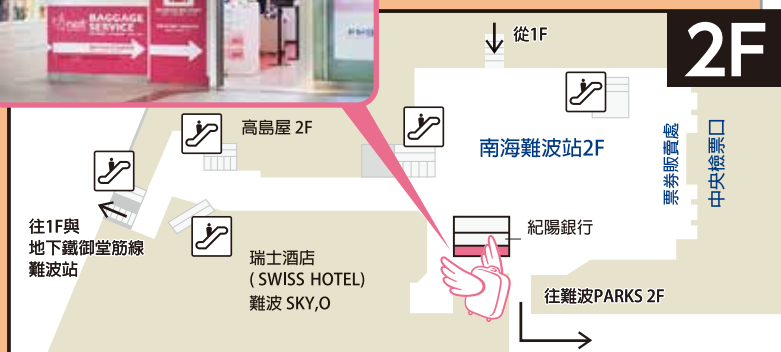 BAGGAGE
SERVICE
2F
從1F
高島屋 2F
南海難波站2F
票券販賣處
中央檢票口
往1F與
地下鐵御堂筋線
難波站
瑞士酒店
( SWISS HOTEL)
難波 SKY,O
紀陽銀行
往難波PARKS 2F